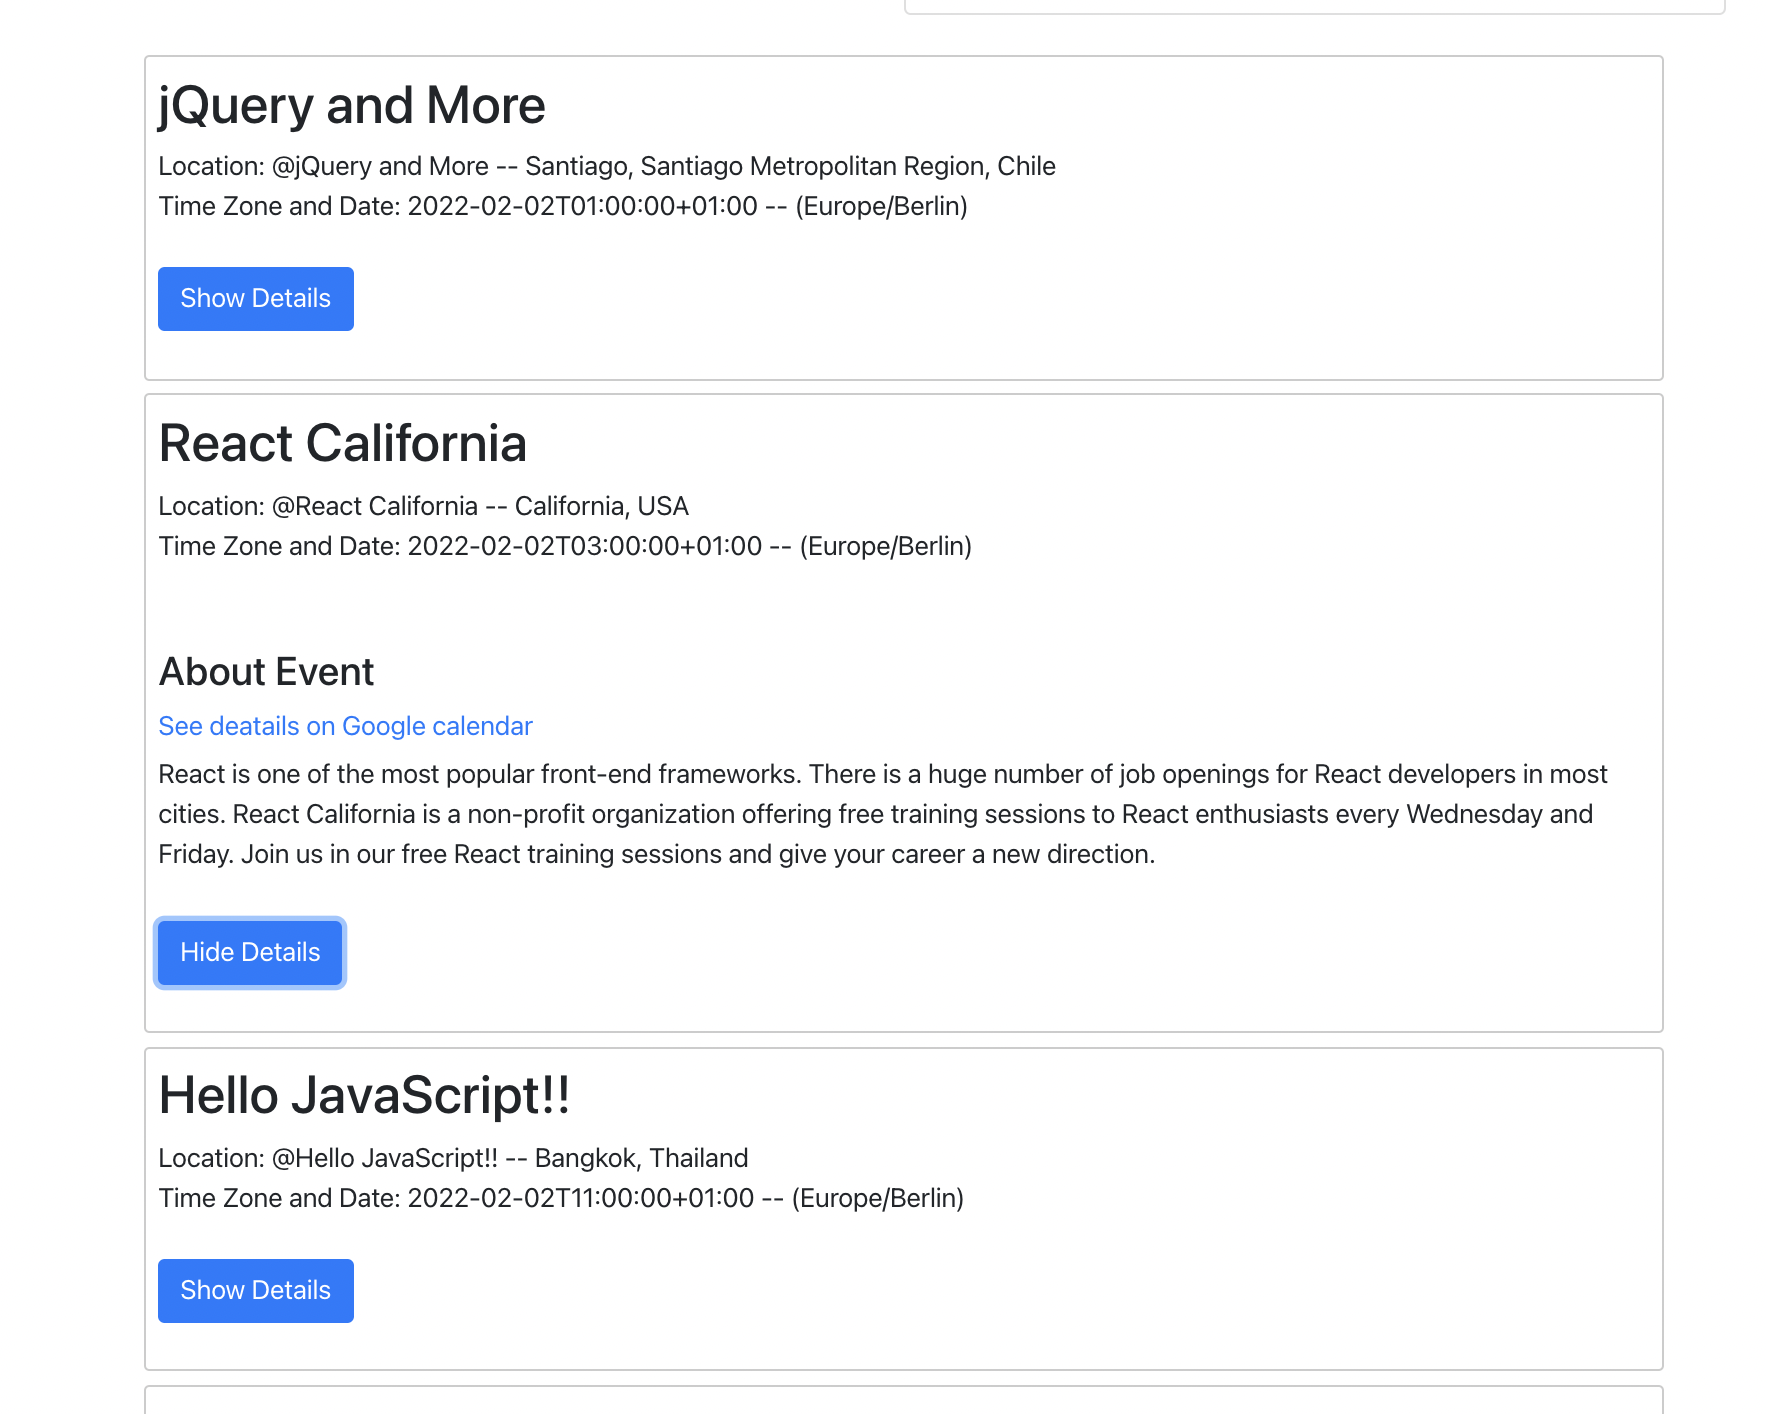 jQuery and More
Location: @jQuery and More -- Santiago, Santiago Metropolitan Region, Chile
Time Zone and Date: 2022-02-02T01:00:00+01:00 -- (Europe/Berlin)
Show Details
React California
Location: @React California -- California, USA
Time Zone and Date: 2022-02-02T03:00:00+01:00 -- (Europe/Berlin)
About Event
See deatails on Google calendar
React is one of the most popular front-end frameworks. There is a huge number of job openings for React developers in most
cities. React California is a non-profit organization offering free training sessions to React enthusiasts every Wednesday and
Friday. Join us in our free React training sessions and give your career a new direction.
Hide Details
Hello JavaScript!!
Location: @Hello JavaScript!! -- Bangkok, Thailand
Time Zone and Date: 2022-02-02T11:00:00+01:00 -- (Europe/Berlin)
Show Details